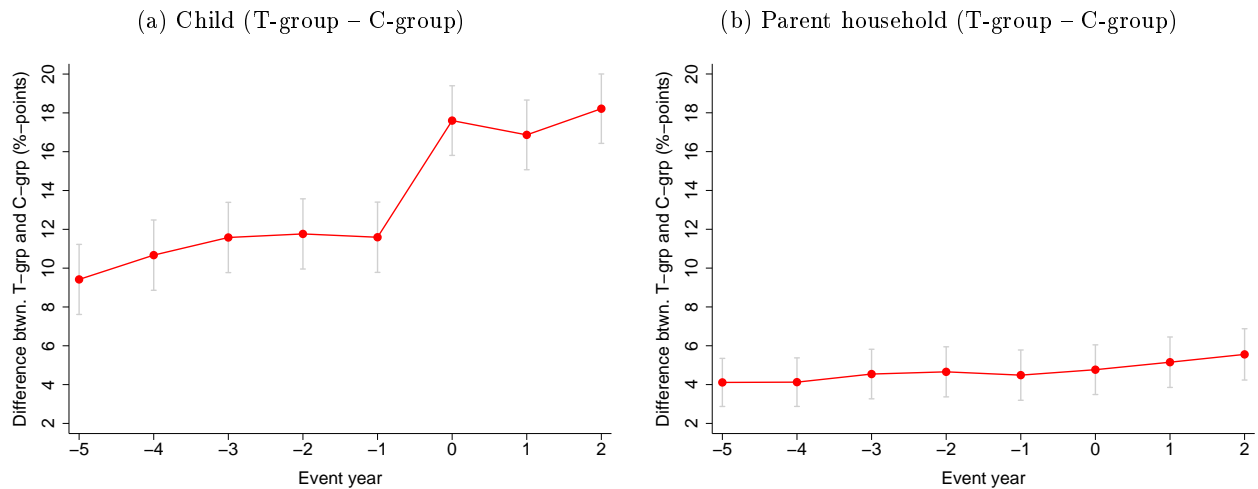 (a) Child (T-group – C-group)
Difference btwn. T−grp and C−grp (%−points)
20
18
16
14
12
10
8
6
4
2
−5 −4 −3 −2 −1 0 1 2
Event year
(b) Parent household (T-group – C-group)
Difference btwn. T−grp and C−grp (%−points)
20
18
16
14
12
10
8
6
4
2
−5 −4 −3 −2 −1 0 1 2
Event year